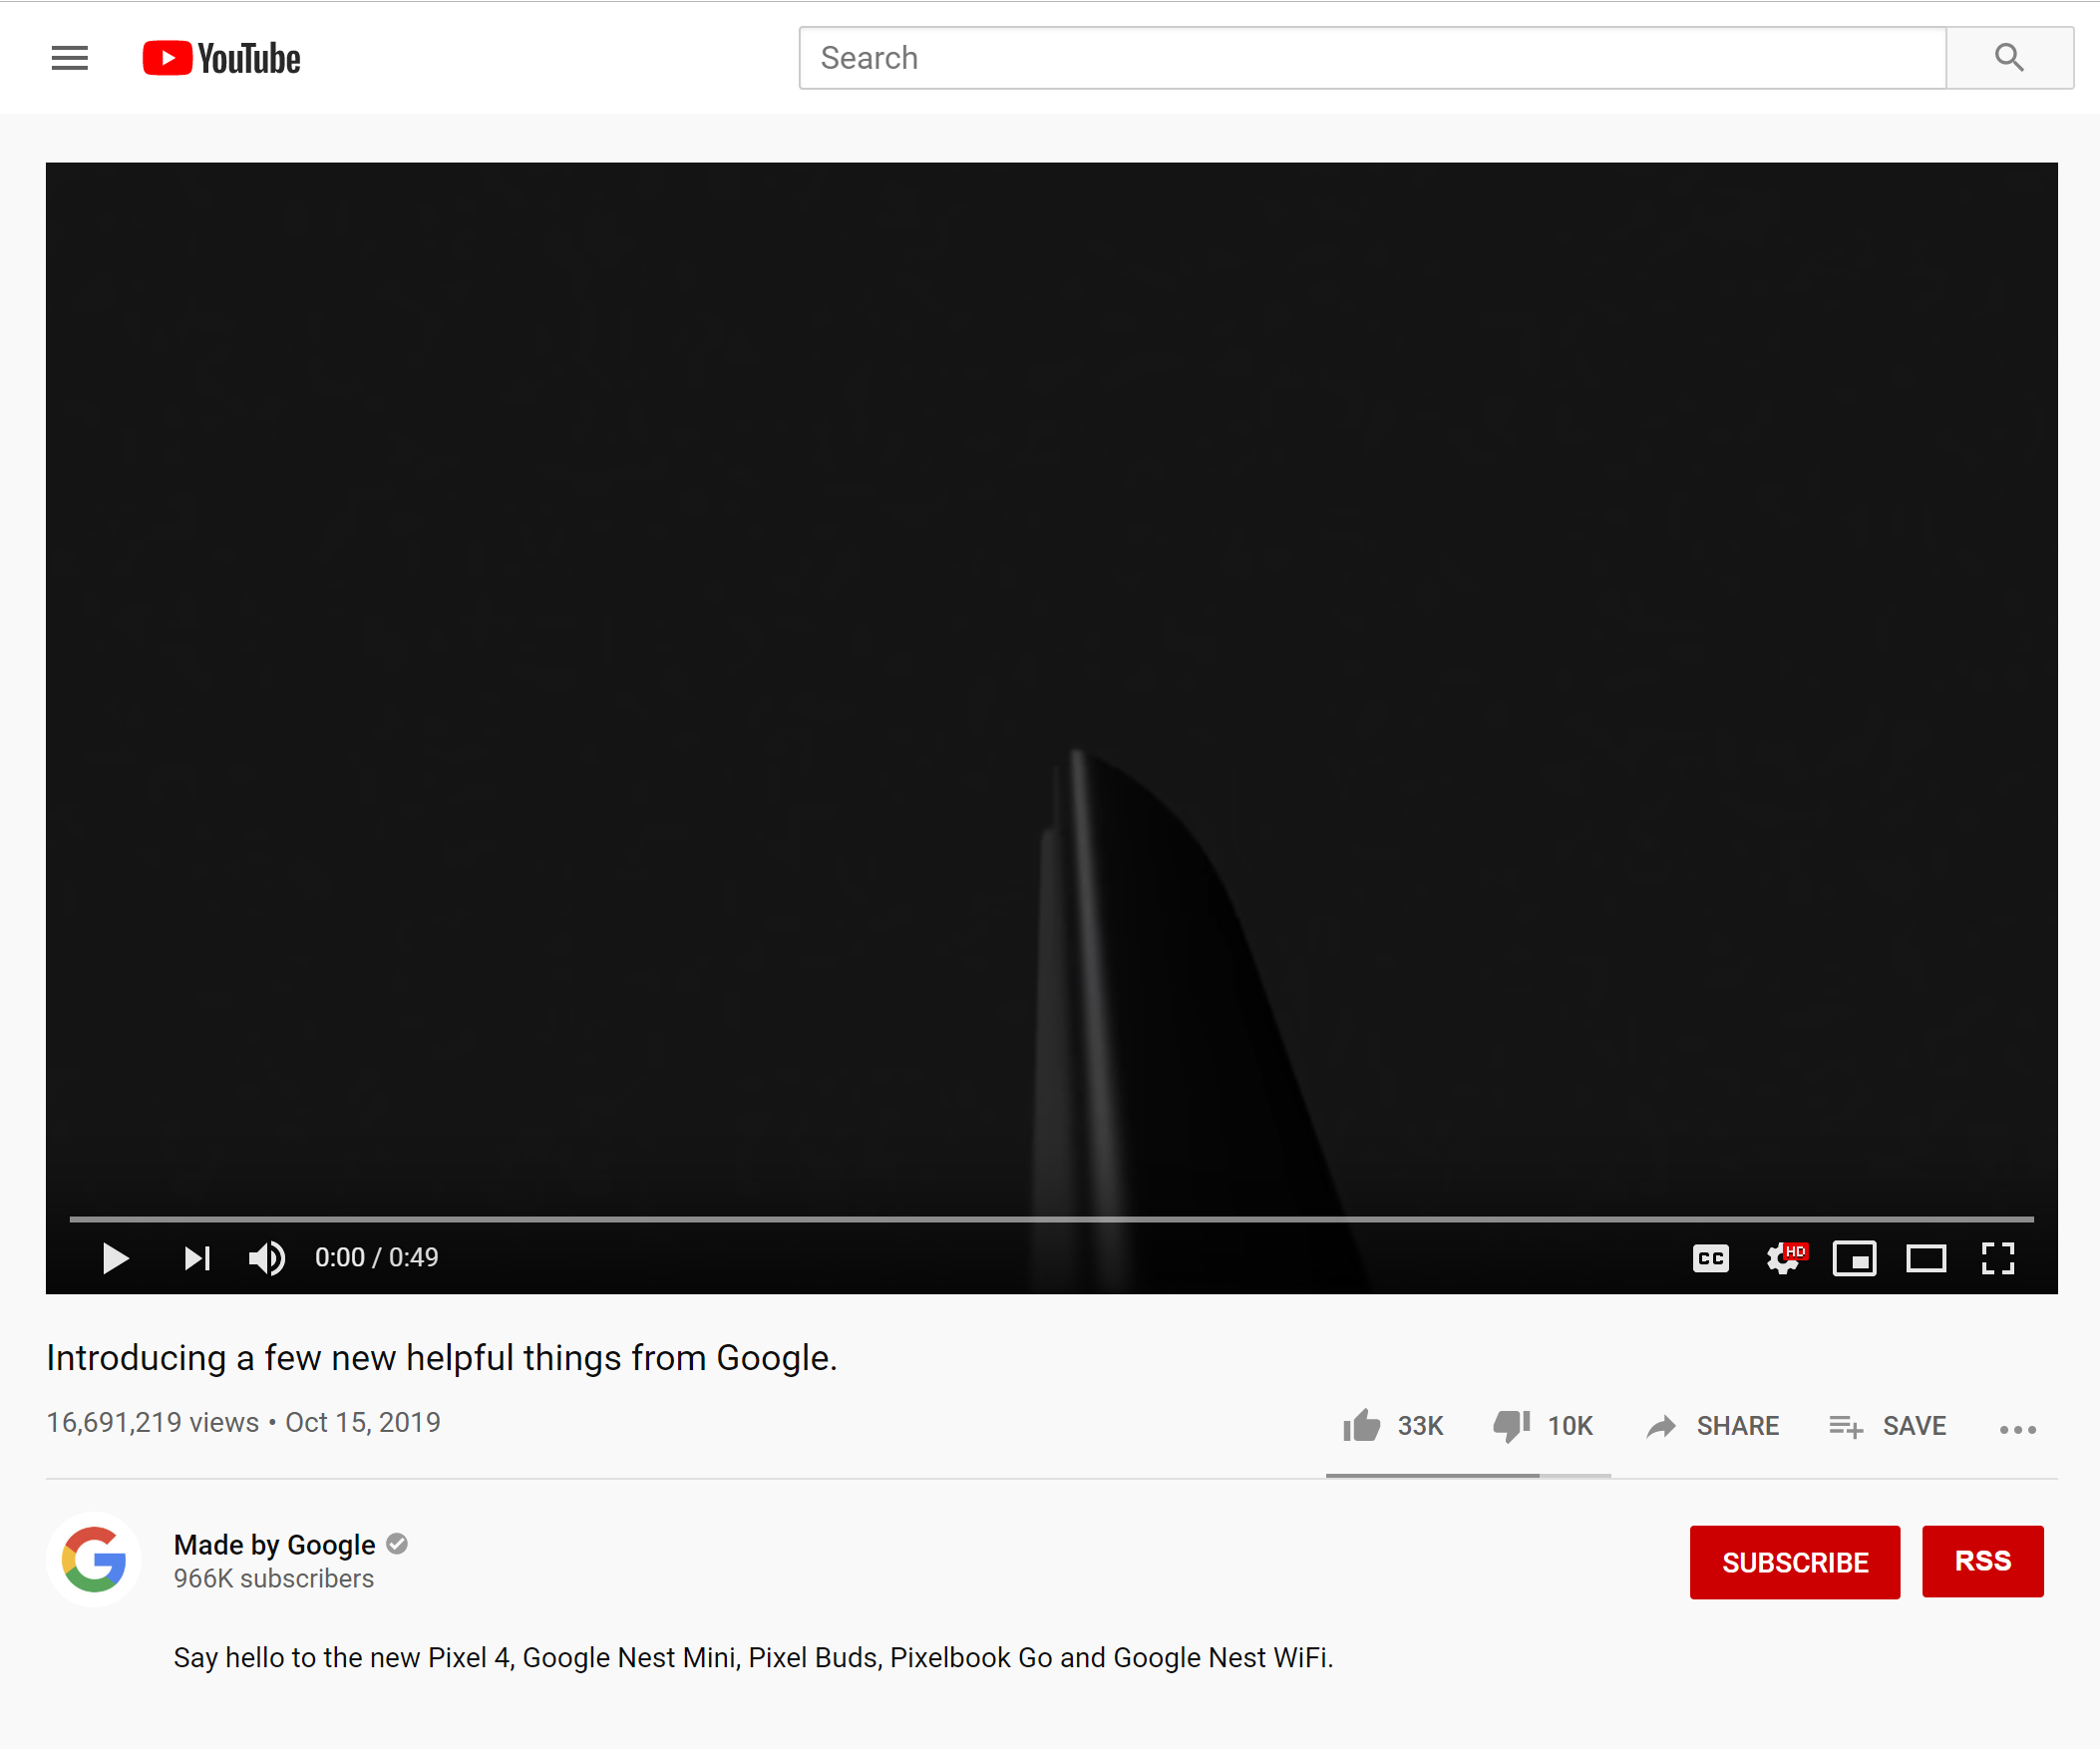 YouTube
Search
0:00 / 0:49
CC
HD
Introducing a few new helpful things from Google.
16,691,219 views • Oct 15, 2019
33K
10K
SHARE
SAVE
Made by Google
966K subscribers
SUBSCRIBE
RSS
Say hello to the new Pixel 4, Google Nest Mini, Pixel Buds, Pixelbook Go and Google Nest WiFi.